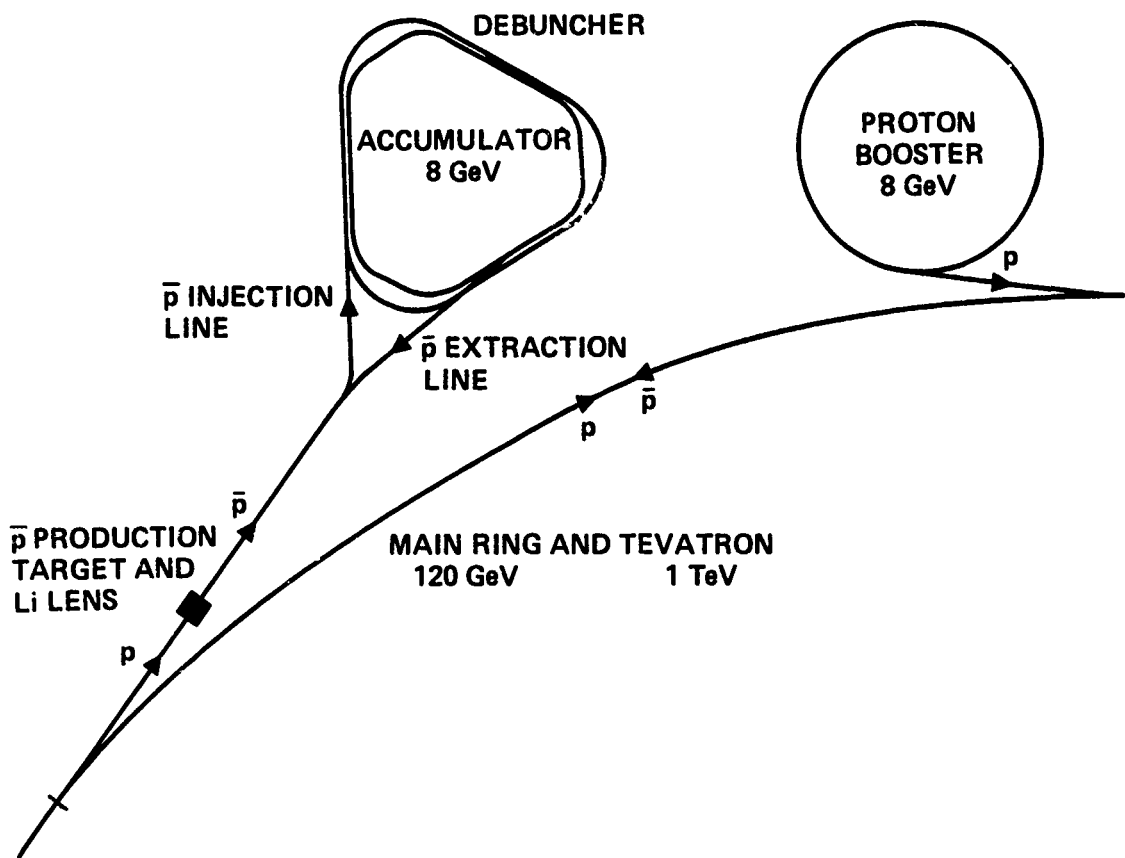 DEBUNCHER
ACCUMULATOR
8 GeV
PROTON
BOOSTER
8 GeV
p
p̅ INJECTION
LINE
p̅ EXTRACTION
LINE
p̅
p
p̅
p̅ PRODUCTION
TARGET AND
Li LENS
MAIN RING AND TEVATRON
120 GeV 1 TeV
p